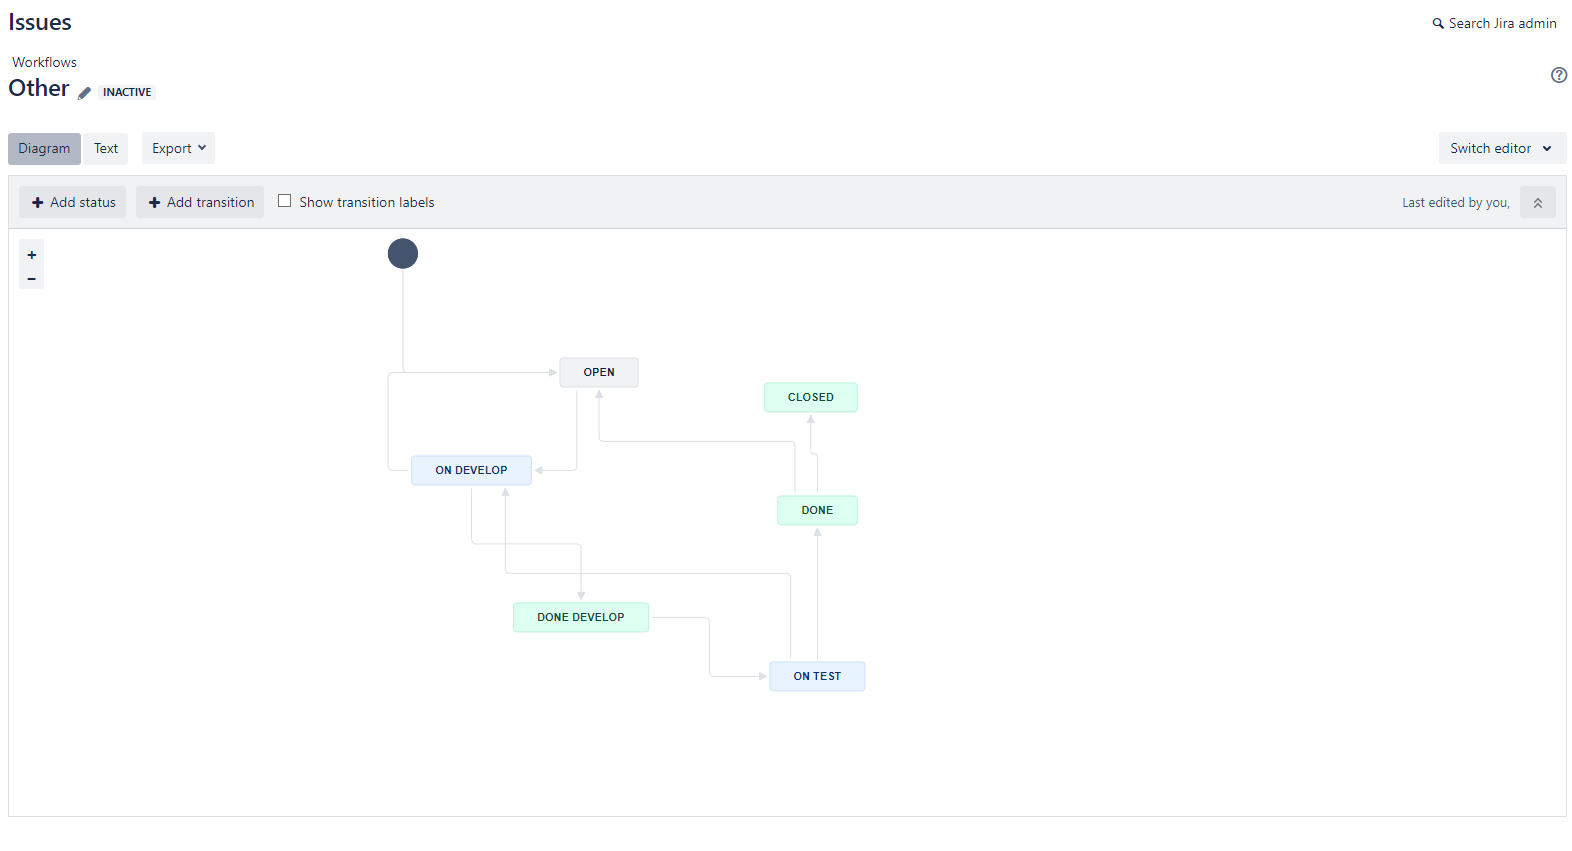 Issues
Search Jira admin
Workflows
Other INACTIVE
Diagram Text Export Switch editor
Add status Add transition Show transition labels Last edited by you,
OPEN
CLOSED
ON DEVELOP
DONE
DONE DEVELOP
ON TEST